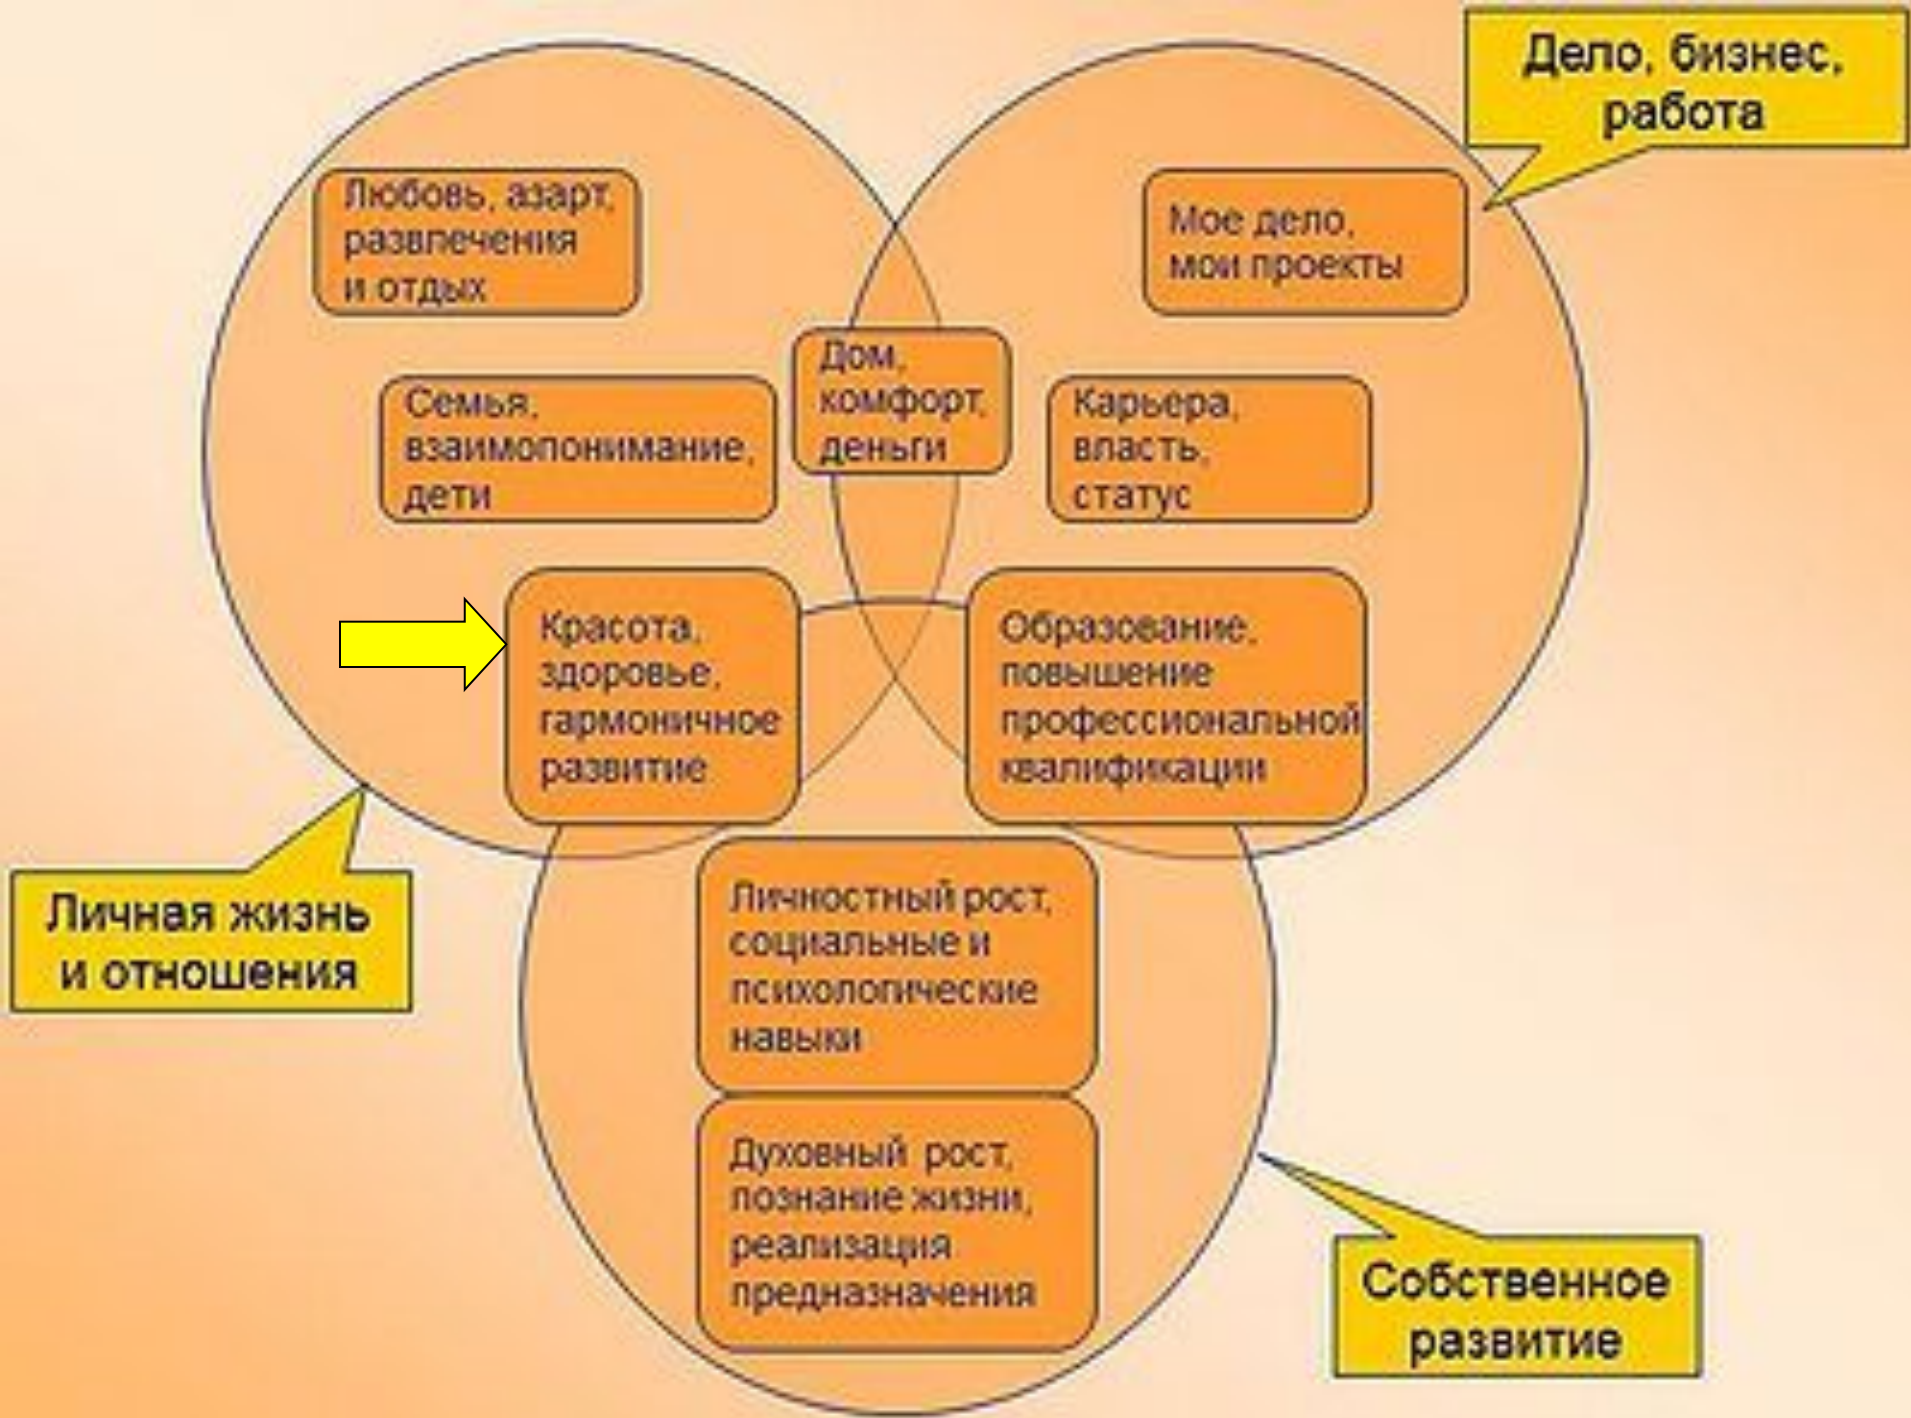 Дело, бизнес,
работа
Любовь, азарт,
развлечения
и отдых
Мое дело,
мои проекты
Дом,
комфорт,
деньги
Семья,
взаимопонимание,
дети
Карьера,
власть,
статус
Красота,
здоровье,
гармоничное
развитие
Образование,
повышение
профессиональной
квалификации
Личная жизнь
и отношения
Личностный рост,
социальные и
психологические
навыки
Духовный рост,
познание жизни,
реализация
предназначения
Собственное
развитие